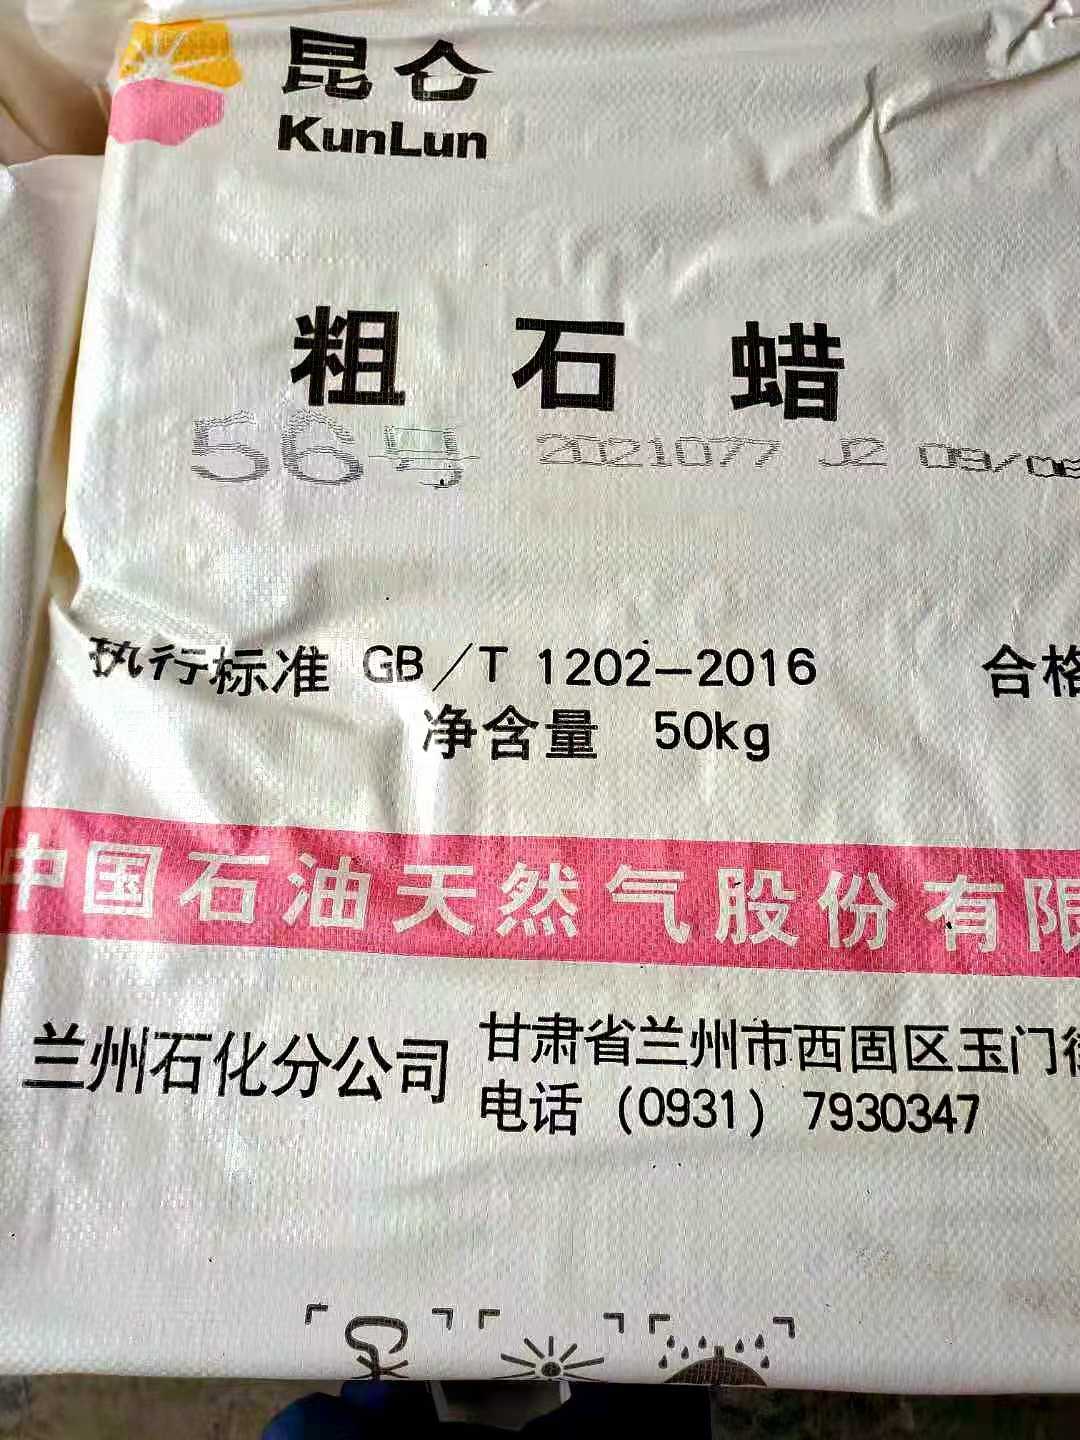 昆仑
KunLun
粗石蜡
56号 2021077 J2 09/08
执行标准 GB/T 1202-2016 合格
净含量 50kg
中国石油天然气股份有限
兰州石化分公司 甘肃省兰州市西固区玉门街
电话 (0931) 7930347